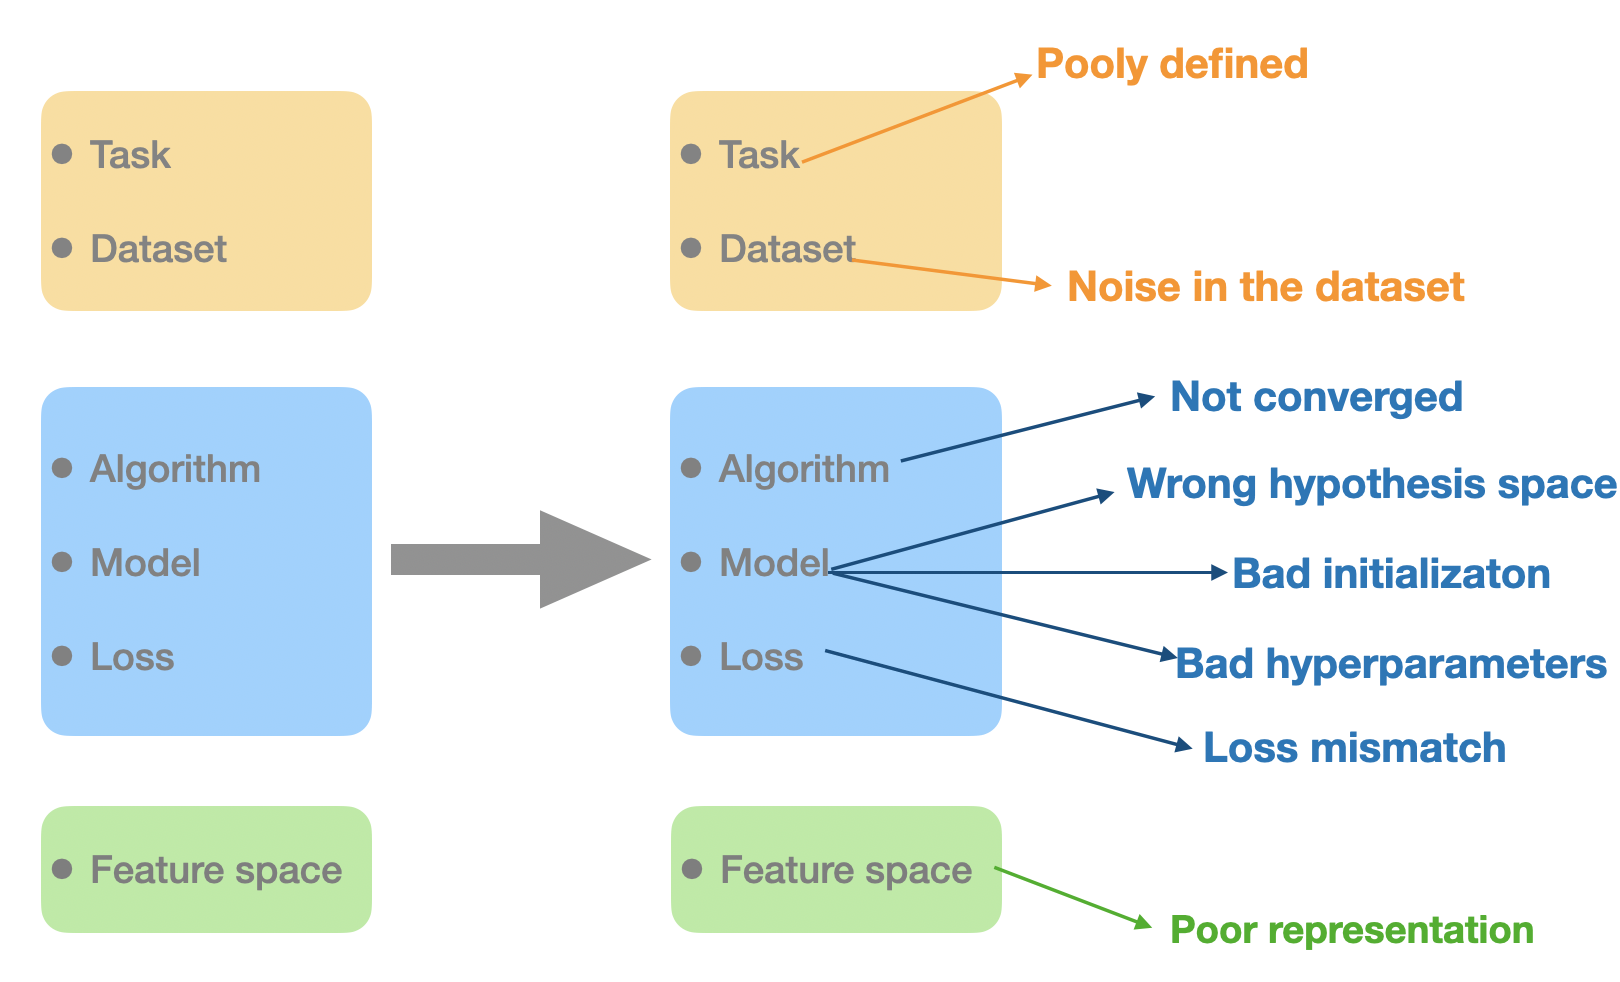 Task
Dataset
Algorithm
Model
Loss
Feature space
Task
Dataset
Algorithm
Model
Loss
Feature space
Pooly defined
Noise in the dataset
Not converged
Wrong hypothesis space
Bad initializaton
Bad hyperparameters
Loss mismatch
Poor representation